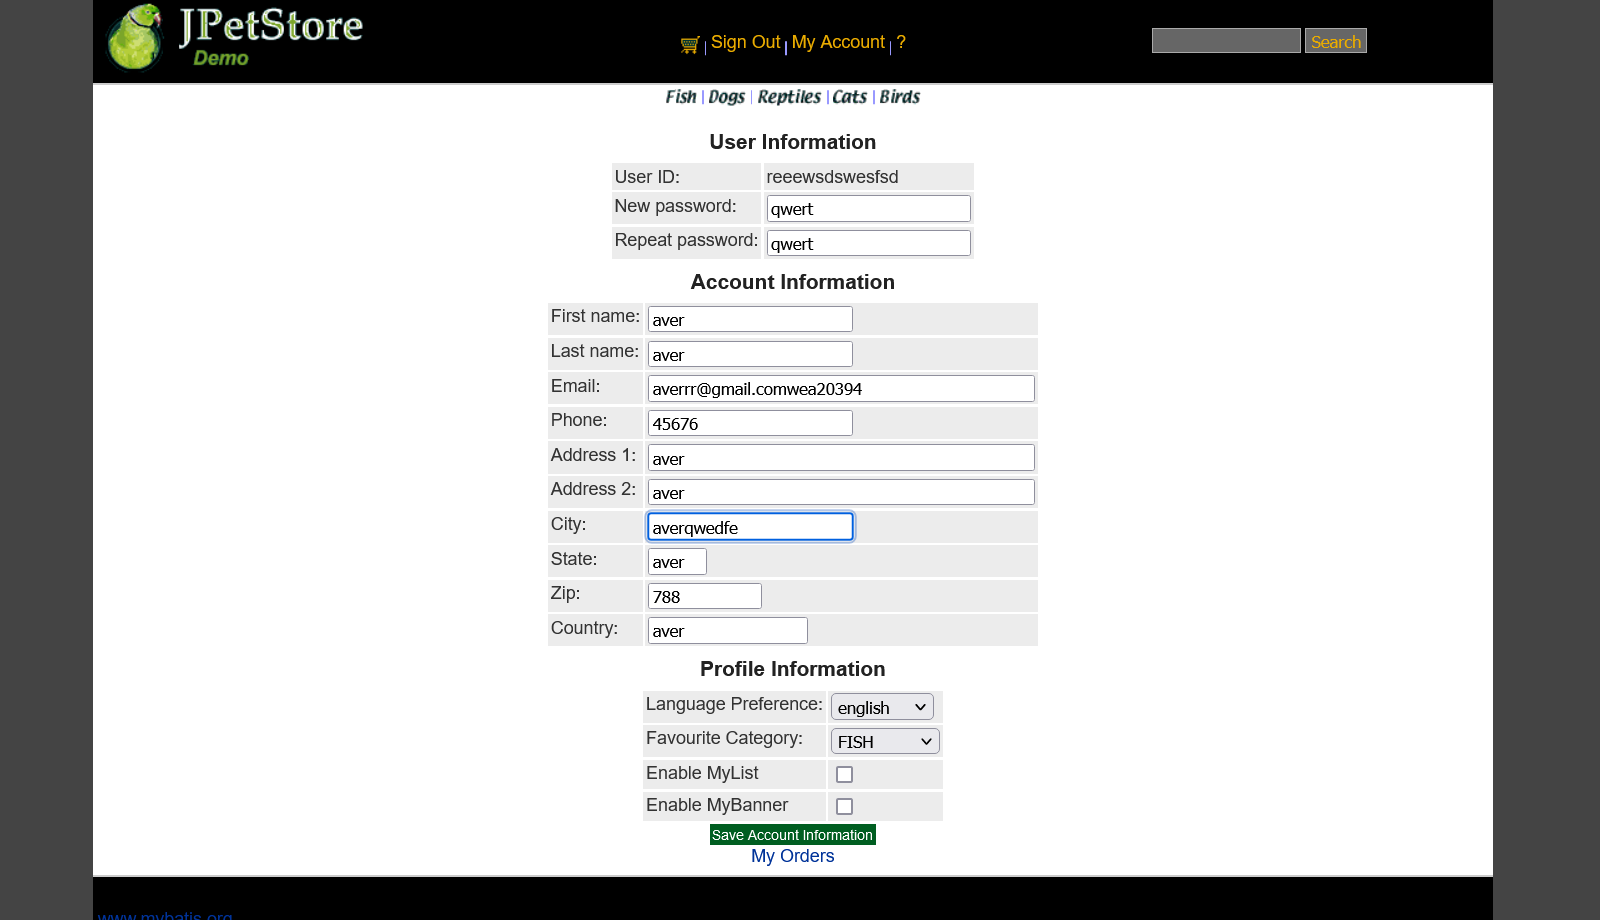 JPetStore
Demo
Sign Out | My Account | ?
Search
Fish | Dogs | Reptiles | Cats | Birds
User Information
User ID: reeewsdswesfsd
New password: qwert
Repeat password: qwert
Account Information
First name: aver
Last name: aver
Email: averrr@gmail.comwea20394
Phone: 45676
Address 1: aver
Address 2: aver
City: averqwedfe
State: aver
Zip: 788
Country: aver
Profile Information
Language Preference: english
Favourite Category: FISH
Enable MyList
Enable MyBanner
Save Account Information
My Orders
www.mybatis.org